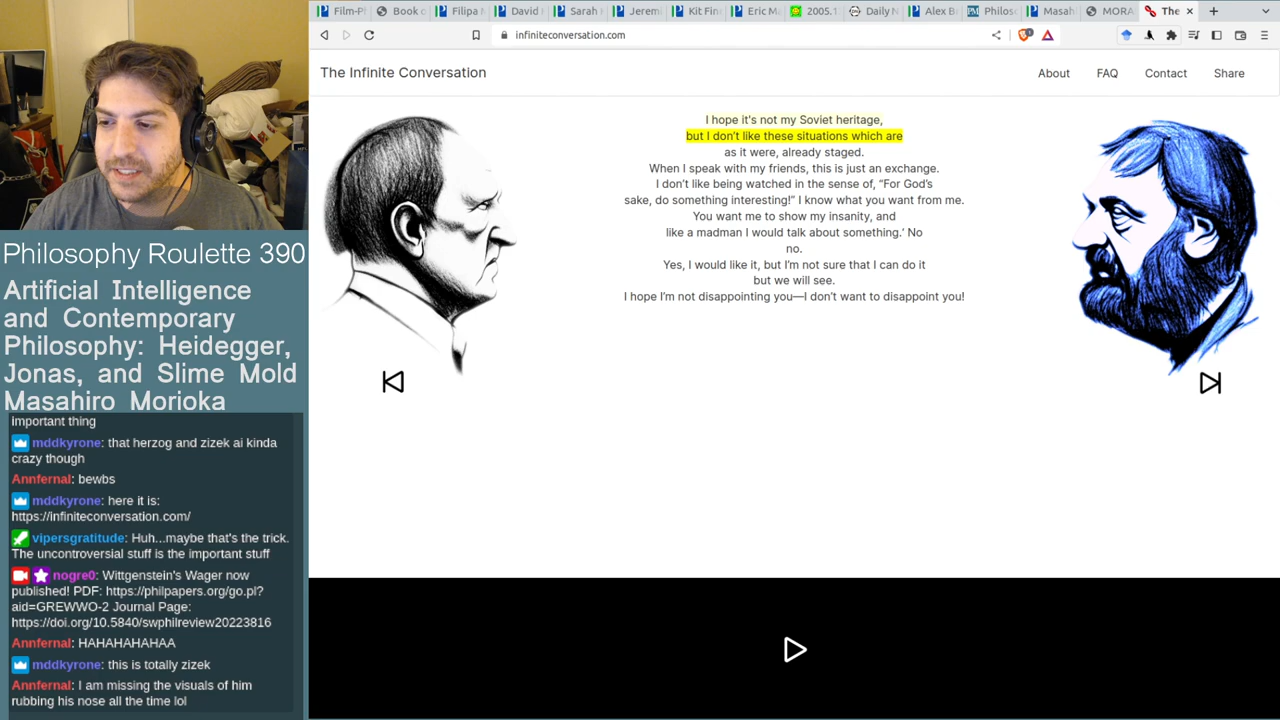 Film-P
Book o
Filipa M
David
Sarah
Jerem
Kit Fin
Eric Ma
2005.1
Daily N
Alex B
Philos
Masah
MORA
The
infiniteconversation.com
The Infinite Conversation
About
FAQ
Contact
Share
I hope it's not my Soviet heritage,
but I don't like these situations which are
as it were, already staged.
When I speak with my friends, this is just an exchange.
I don’t like being watched in the sense of, “For God’s
sake, do something interesting!” I know what you want from me.
You want me to show my insanity, and
like a madman I would talk about something.’ No
no.
Yes, I would like it, but I’m not sure that I can do it
but we will see.
I hope I’m not disappointing you—I don’t want to disappoint you!
Philosophy Roulette 390
Artificial Intelligence
and Contemporary
Philosophy: Heidegger,
Jonas, and Slime Mold
Masahiro Morioka
important thing
mddkyrone: that herzog and zizek ai kinda
crazy though
Annfernal: bewbs
mddkyrone: here it is:
https://infiniteconversation.com/
vipersgratitude: Huh...maybe that's the trick.
The uncontroversial stuff is the important stuff
nogre0: Wittgenstein's Wager now
published! PDF: https://philpapers.org/go.pl?
aid=GREWWO-2 Journal Page:
https://doi.org/10.5840/swphilreview20223816
Annfernal: HAHAHAHAHAA
mddkyrone: this is totally zizek
Annfernal: I am missing the visuals of him
rubbing his nose all the time lol